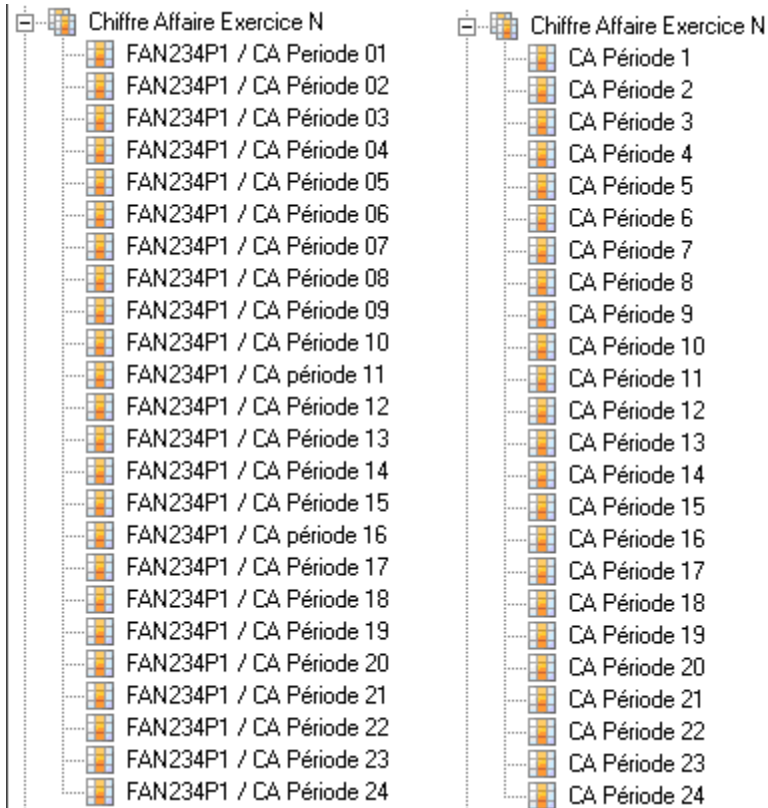 Chiffre Affaire Exercice N
FAN234P1 / CA Periode 01
FAN234P1 / CA Période 02
FAN234P1 / CA Période 03
FAN234P1 / CA Période 04
FAN234P1 / CA Période 05
FAN234P1 / CA Période 06
FAN234P1 / CA Période 07
FAN234P1 / CA Période 08
FAN234P1 / CA Période 09
FAN234P1 / CA Période 10
FAN234P1 / CA période 11
FAN234P1 / CA Période 12
FAN234P1 / CA Période 13
FAN234P1 / CA Période 14
FAN234P1 / CA Période 15
FAN234P1 / CA période 16
FAN234P1 / CA Période 17
FAN234P1 / CA Période 18
FAN234P1 / CA Période 19
FAN234P1 / CA Période 20
FAN234P1 / CA Période 21
FAN234P1 / CA Période 22
FAN234P1 / CA Période 23
FAN234P1 / CA Période 24
Chiffre Affaire Exercice N
CA Période 1
CA Période 2
CA Période 3
CA Période 4
CA Période 5
CA Période 6
CA Période 7
CA Période 8
CA Période 9
CA Période 10
CA Période 11
CA Période 12
CA Période 13
CA Période 14
CA Période 15
CA Période 16
CA Période 17
CA Période 18
CA Période 19
CA Période 20
CA Période 21
CA Période 22
CA Période 23
CA Période 24